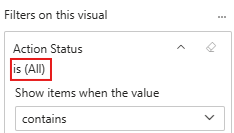 Filters on this visual ...
Action Status
is (All)
Show items when the value
contains